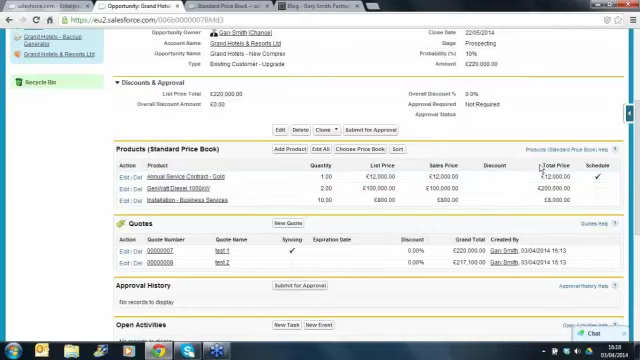 salesforce.com - Enterpri
Opportunity: Grand Hotel
Standard Price Book ~ sal
Blog - Gary Smith Partner
https://eu2.salesforce.com/006b0000007BMd3
Grand Hotels - Backup Generator
Grand Hotels & Resorts Ltd
Recycle Bin
Opportunity Owner Gary Smith [Change] Close Date 22/05/2014
Account Name Grand Hotels & Resorts Ltd Stage Prospecting
Opportunity Name Grand Hotels - New Complex Probability (%) 10%
Type Existing Customer - Upgrade Amount £220,000.00
Discounts & Approval
List Price Total £220,000.00 Overall Discount % 0.0%
Overall Discount Amount £0.00 Approval Required Not Required
Approval Status
Edit Delete Clone Submit for Approval
Products (Standard Price Book) Add Product Edit All Choose Price Book Sort Products (Standard Price Book) Help
Action Product Quantity List Price Sales Price Discount Total Price Schedule
Edit | Del Annual Service Contract - Gold 1.00 £12,000.00 £12,000.00 £12,000.00
Edit | Del GenWatt Diesel 1000kW 2.00 £100,000.00 £100,000.00 £200,000.00
Edit | Del Installation - Business Services 10.00 £800.00 £800.00 £8,000.00
Quotes New Quote Quotes Help
Action Quote Number Quote Name Syncing Expiration Date Discount Grand Total Created By
Edit | Del 00000007 test 1 0.00% £220,000.00 Gary Smith, 03/04/2014 16:13
Edit | Del 00000008 test 2 0.00% £217,100.00 Gary Smith, 03/04/2014 16:13
Approval History Submit for Approval Approval History Help
No records to display
Open Activities New Task New Event
No records to display
Chat
16:18
03/04/2014